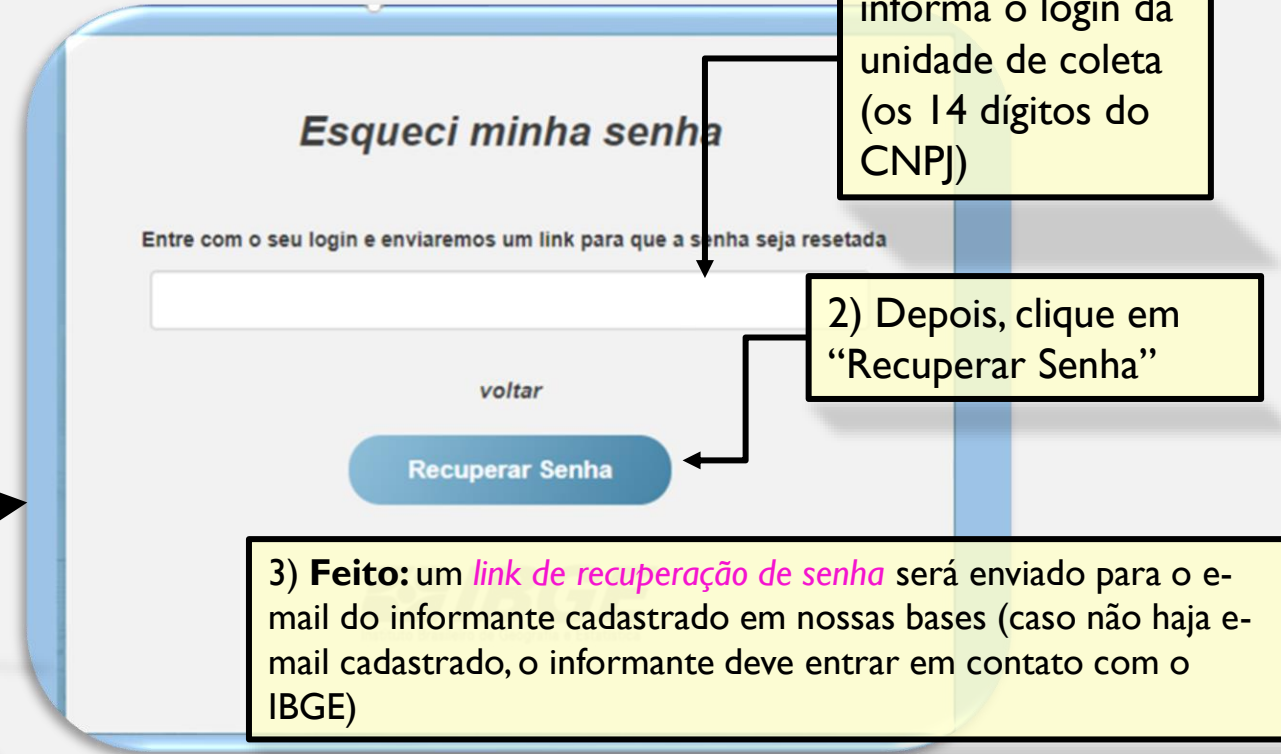 informa o login da
unidade de coleta
(os 14 dígitos do
CNPJ)
Esqueci minha senha
Entre com o seu login e enviaremos um link para que a senha seja resetada
2) Depois, clique em
“Recuperar Senha”
voltar
Recuperar Senha
3) Feito: um link de recuperação de senha será enviado para o e-
mail do informante cadastrado em nossas bases (caso não haja e-
mail cadastrado, o informante deve entrar em contato com o
IBGE)